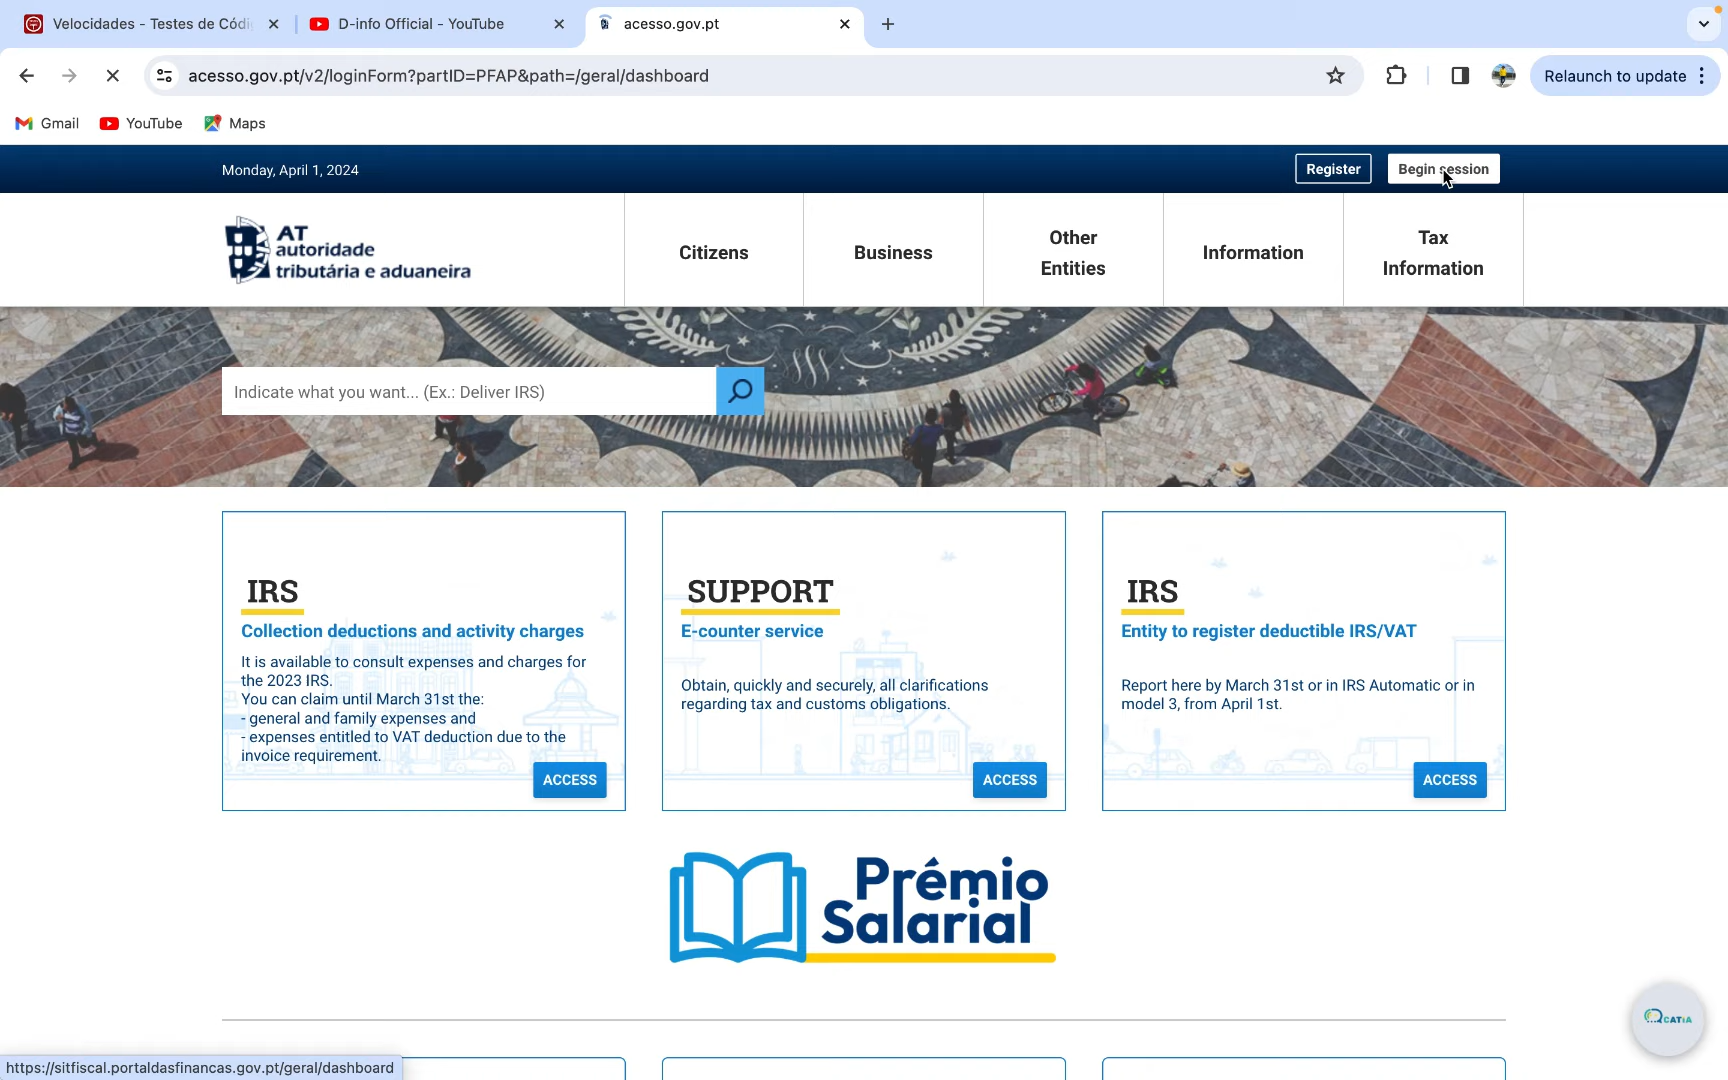 Velocidades - Testes de Códi
D-info Official - YouTube
acesso.gov.pt
acesso.gov.pt/v2/loginForm?partID=PFAP&path=/geral/dashboard
Relaunch to update
Gmail
YouTube
Maps
Monday, April 1, 2024
Register
Begin session
AT
autoridade
tributária e aduaneira
Citizens
Business
Other
Entities
Information
Tax
Information
Indicate what you want... (Ex.: Deliver IRS)
IRS
Collection deductions and activity charges
It is available to consult expenses and charges for
the 2023 IRS.
You can claim until March 31st the:
- general and family expenses and
- expenses entitled to VAT deduction due to the
invoice requirement.
ACCESS
SUPPORT
E-counter service
Obtain, quickly and securely, all clarifications
regarding tax and customs obligations.
ACCESS
IRS
Entity to register deductible IRS/VAT
Report here by March 31st or in IRS Automatic or in
model 3, from April 1st.
ACCESS
Prémio
Salarial
CATIA
https://sitfiscal.portaldasfinancas.gov.pt/geral/dashboard